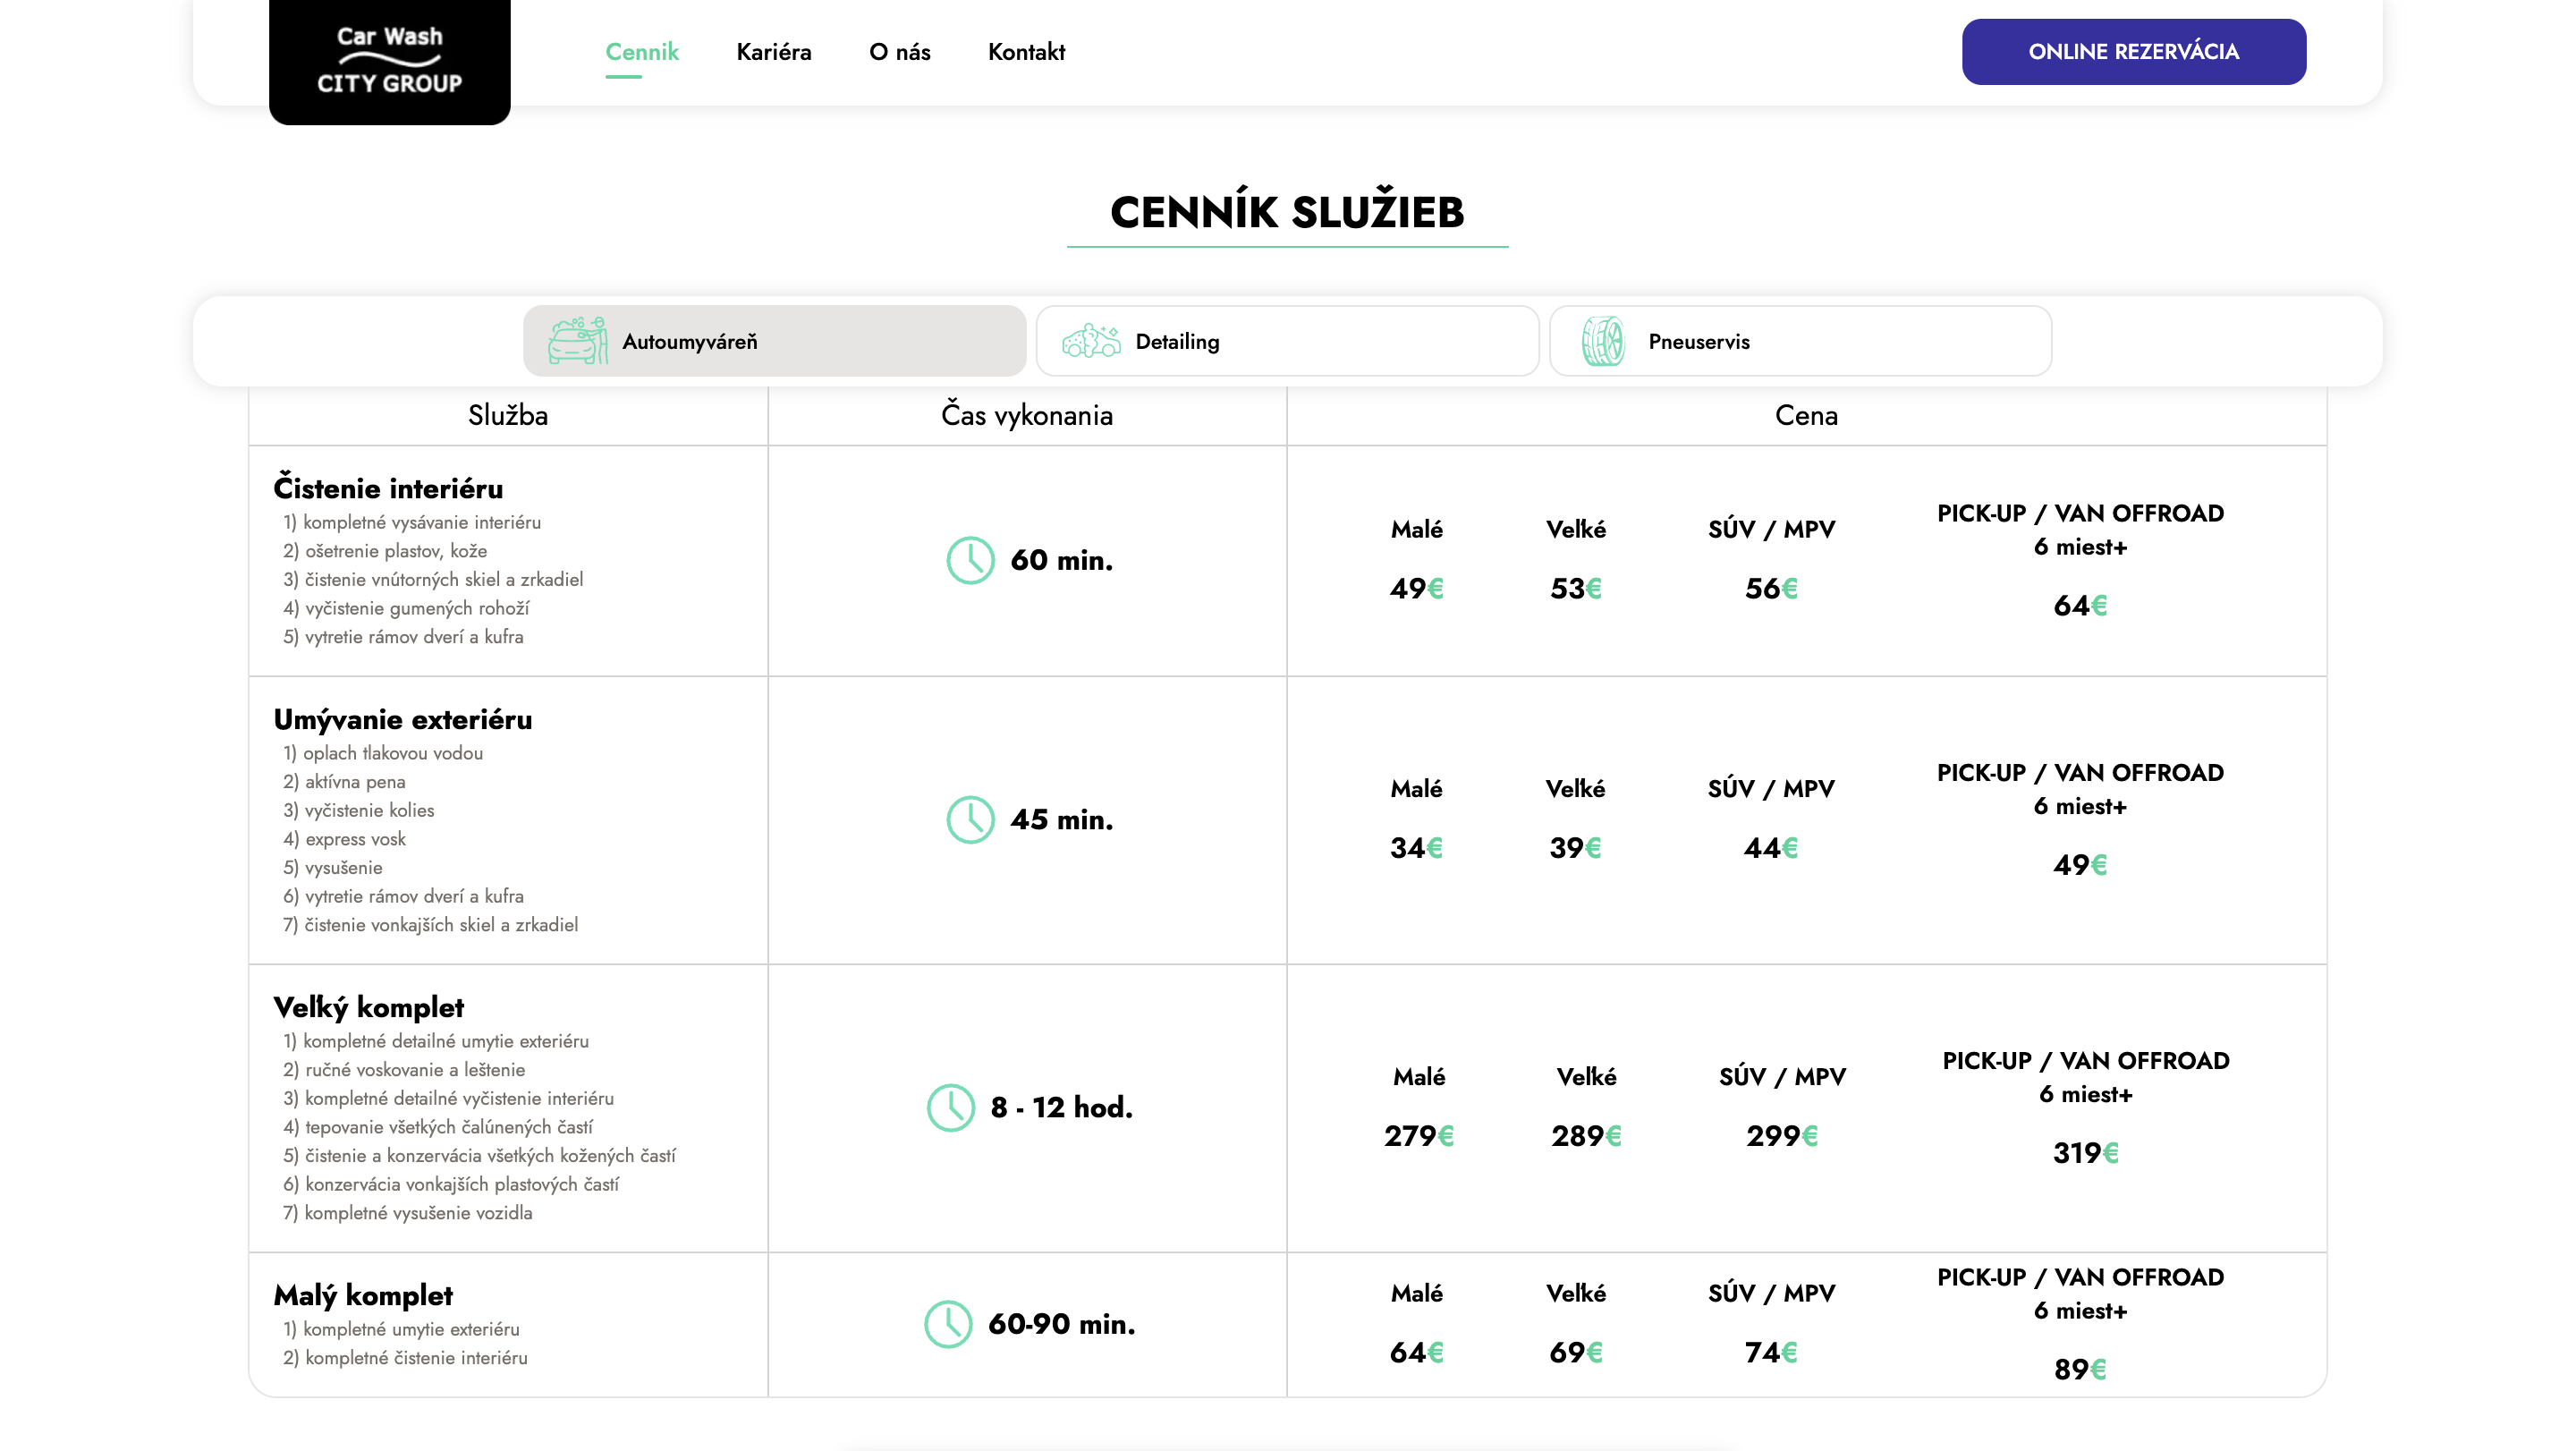 Car Wash
CITY GROUP
Cennik
Kariéra
O nás
Kontakt
ONLINE REZERVÁCIA
CENNÍK SLUŽIEB
Autoumyváreň
Detailing
Pneuservis
Služba
Čas vykonania
Cena
Čistenie interiéru
1) kompletné vysávanie interiéru
2) ošetrenie plastov, kože
3) čistenie vnútorných skiel a zrkadiel
4) vyčistenie gumených rohoží
5) vytretie rámov dverí a kufra
60 min.
Malé
49€
Veľké
53€
SÚV / MPV
56€
PICK-UP / VAN OFFROAD
6 miest+
64€
Umývanie exteriéru
1) oplach tlakovou vodou
2) aktívna pena
3) vyčistenie kolies
4) express vosk
5) vysušenie
6) vytretie rámov dverí a kufra
7) čistenie vonkajších skiel a zrkadiel
45 min.
Malé
34€
Veľké
39€
SÚV / MPV
44€
PICK-UP / VAN OFFROAD
6 miest+
49€
Veľký komplet
1) kompletné detailné umytie exteriéru
2) ručné voskovanie a leštenie
3) kompletné detailné vyčistenie interiéru
4) tepovanie všetkých čalúnených častí
5) čistenie a konzervácia všetkých kožených častí
6) konzervácia vonkajších plastových častí
7) kompletné vysušenie vozidla
8 - 12 hod.
Malé
279€
Veľké
289€
SÚV / MPV
299€
PICK-UP / VAN OFFROAD
6 miest+
319€
Malý komplet
1) kompletné umytie exteriéru
2) kompletné čistenie interiéru
60-90 min.
Malé
64€
Veľké
69€
SÚV / MPV
74€
PICK-UP / VAN OFFROAD
6 miest+
89€